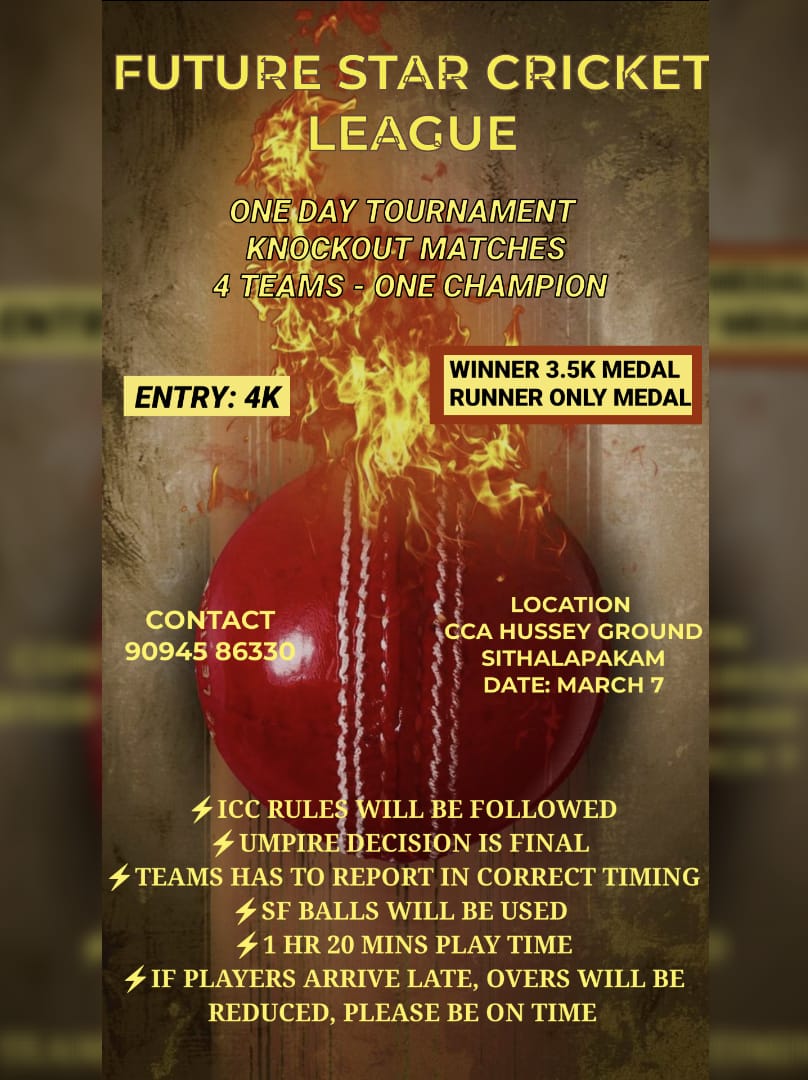 FUTURE STAR CRICKET
LEAGUE
ONE DAY TOURNAMENT
KNOCKOUT MATCHES
4 TEAMS - ONE CHAMPION
ENTRY: 4K
WINNER 3.5K MEDAL
RUNNER ONLY MEDAL
CONTACT
90945 86330
LOCATION
CCA HUSSEY GROUND
SITHALAPAKAM
DATE: MARCH 7
⚡ICC RULES WILL BE FOLLOWED
⚡UMPIRE DECISION IS FINAL
⚡TEAMS HAS TO REPORT IN CORRECT TIMING
⚡SF BALLS WILL BE USED
⚡1 HR 20 MINS PLAY TIME
⚡IF PLAYERS ARRIVE LATE, OVERS WILL BE
REDUCED, PLEASE BE ON TIME